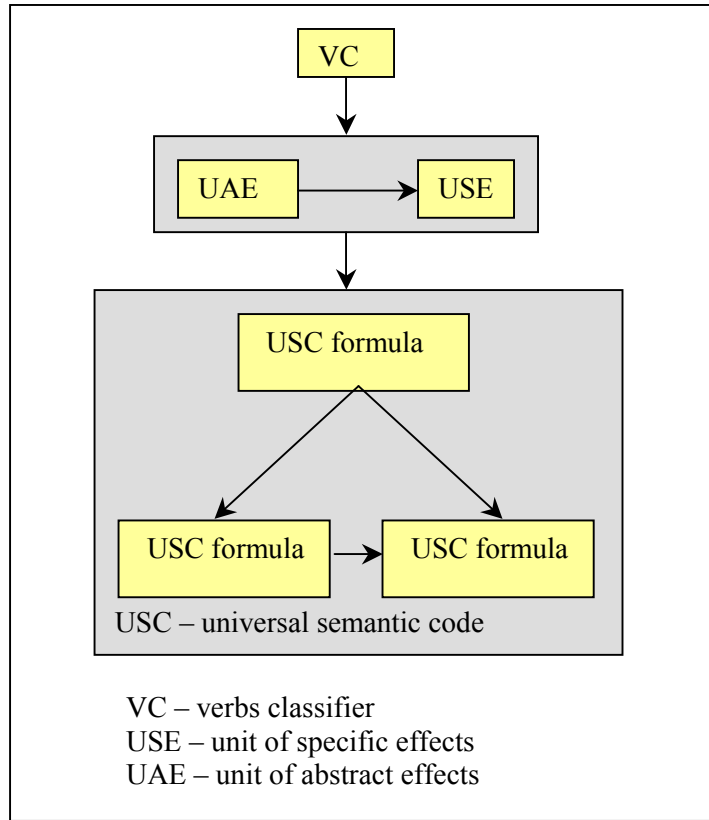 VC
UAE USE
USC formula
USC formula USC formula
USC – universal semantic code
VC – verbs classifier
USE – unit of specific effects
UAE – unit of abstract effects